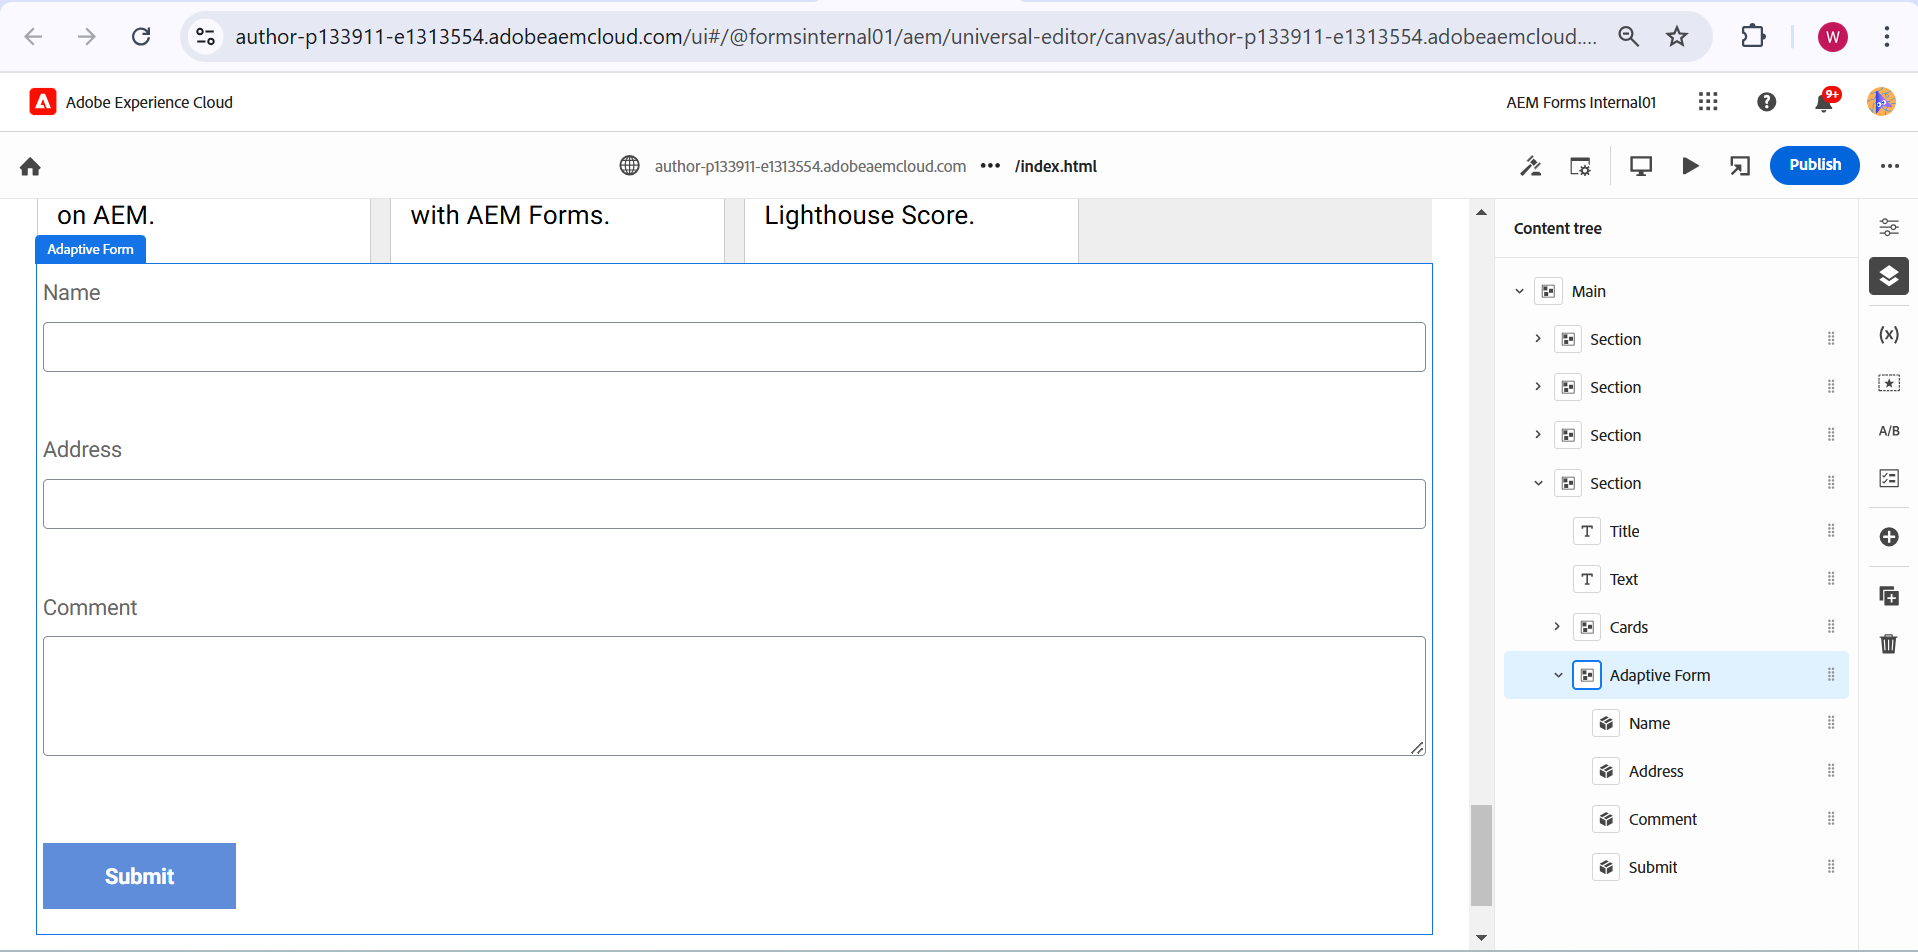 author-p133911-e1313554.adobeaemcloud.com/ui#/@formsinternal01/aem/universal-editor/canvas/author-p133911-e1313554.adobeaemcloud....
W
Adobe Experience Cloud
AEM Forms Internal01
9+
author-p133911-e1313554.adobeaemcloud.com ••• /index.html
Publish
on AEM.
with AEM Forms.
Lighthouse Score.
Adaptive Form
Name
Address
Comment
Submit
Content tree
Main
Section
Section
Section
Section
T Title
T Text
Cards
Adaptive Form
Name
Address
Comment
Submit
(x)
A/B